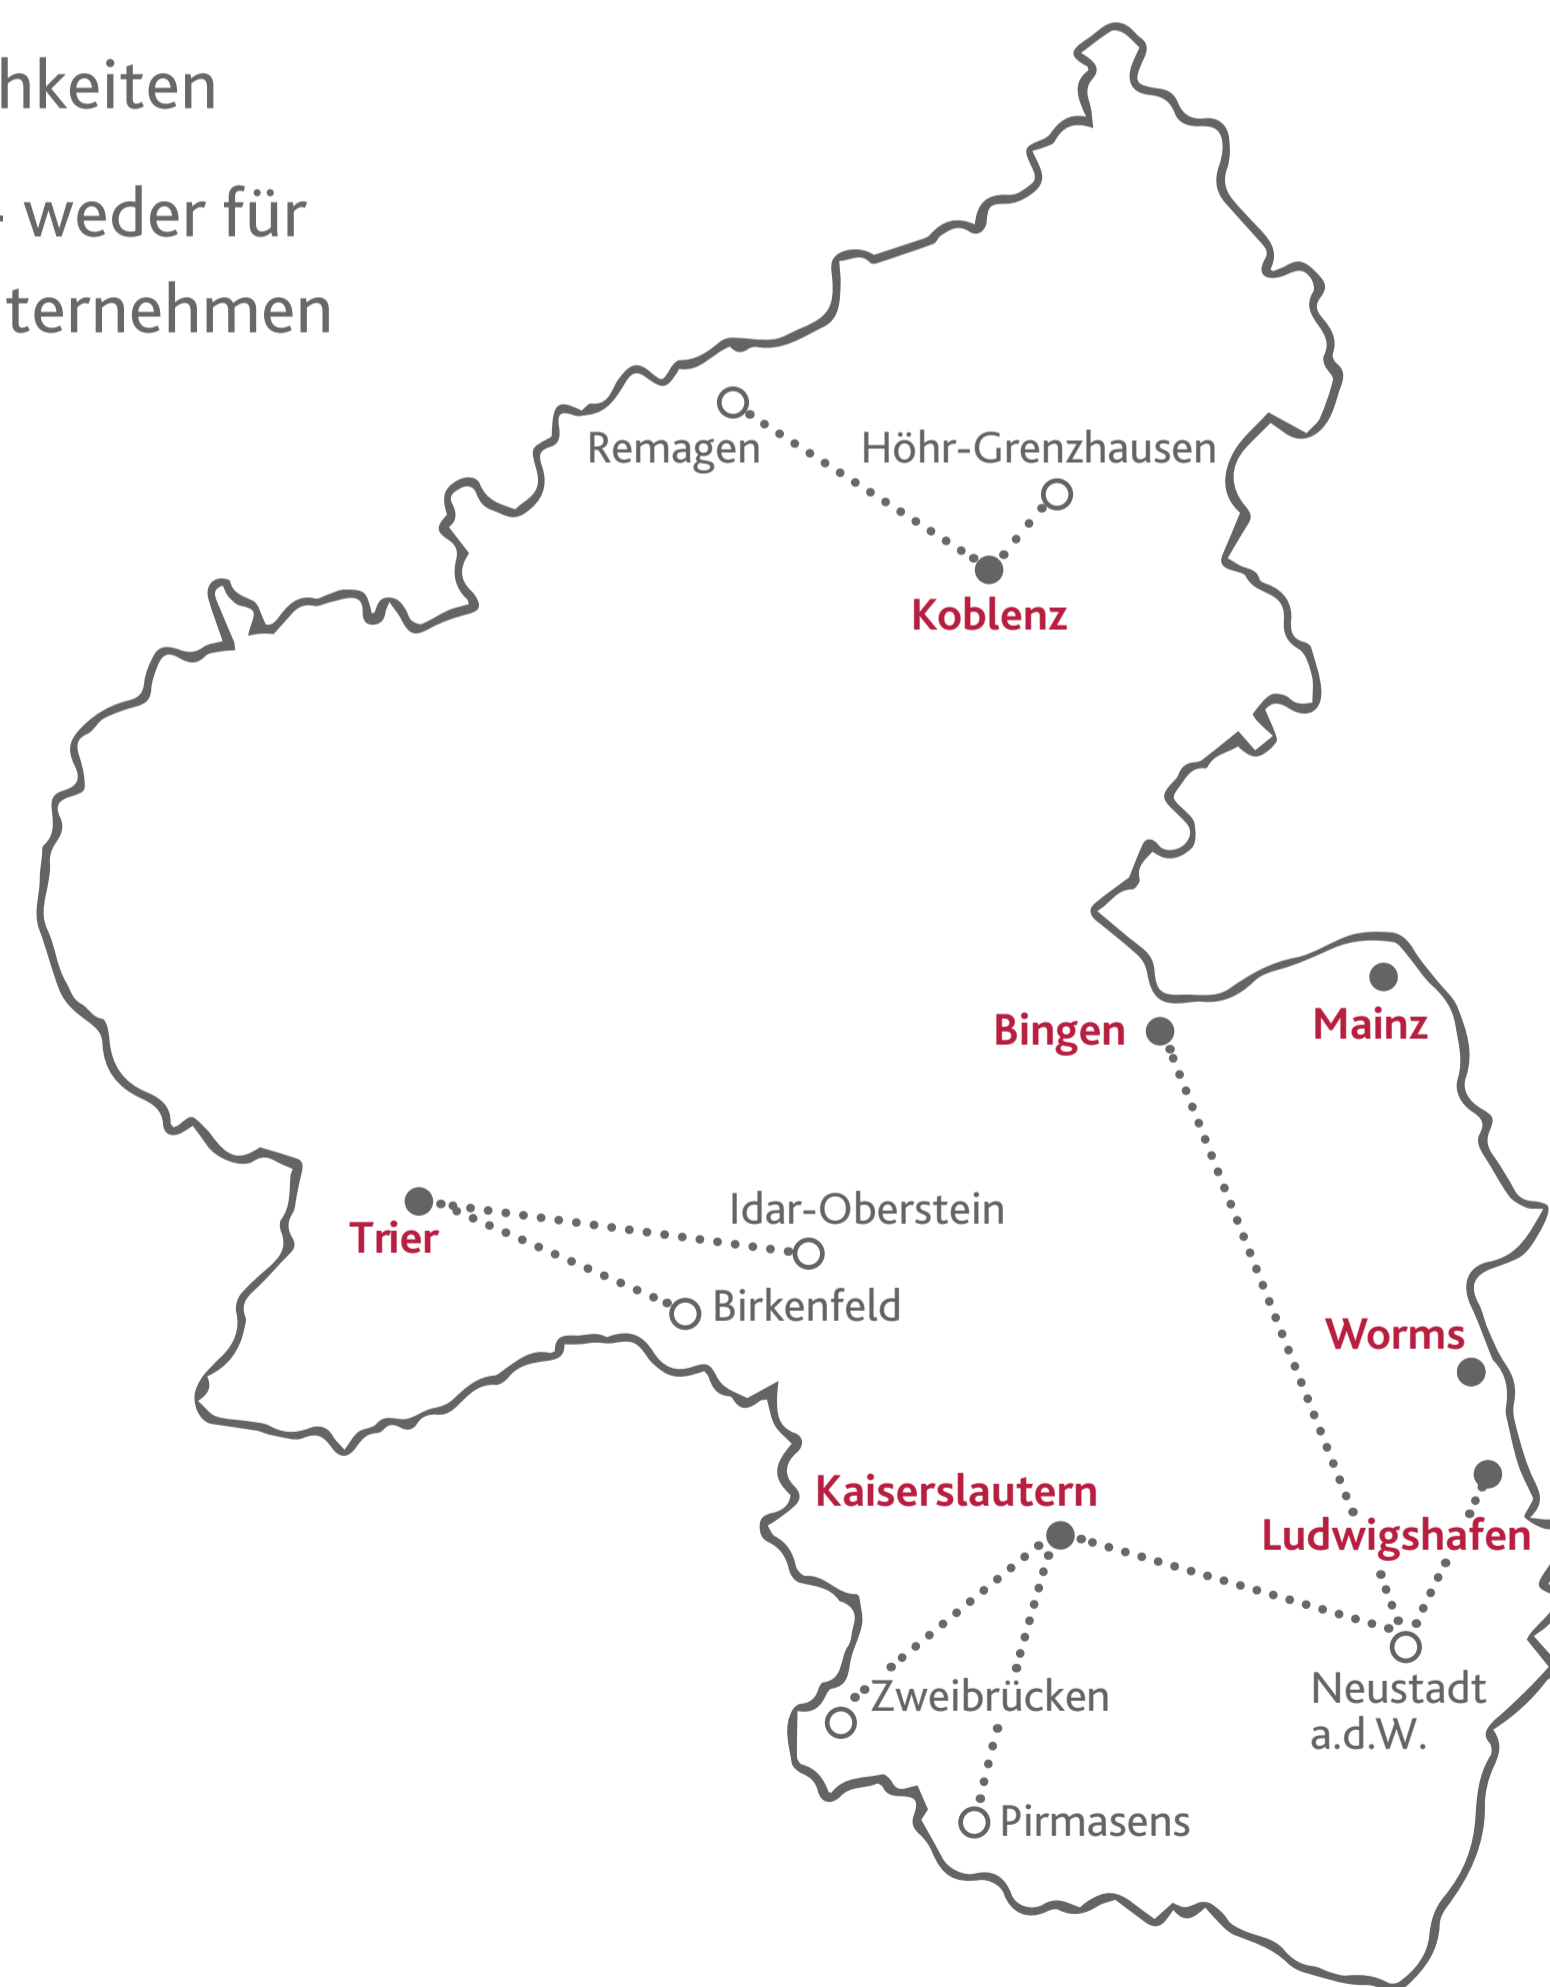 hkeiten
- weder für
ternehmen
Remagen
Höhr-Grenzhausen
Koblenz
Bingen
Mainz
Trier
Idar-Oberstein
Birkenfeld
Worms
Kaiserslautern
Ludwigshafen
Zweibrücken
Neustadt
a.d.W.
Pirmasens